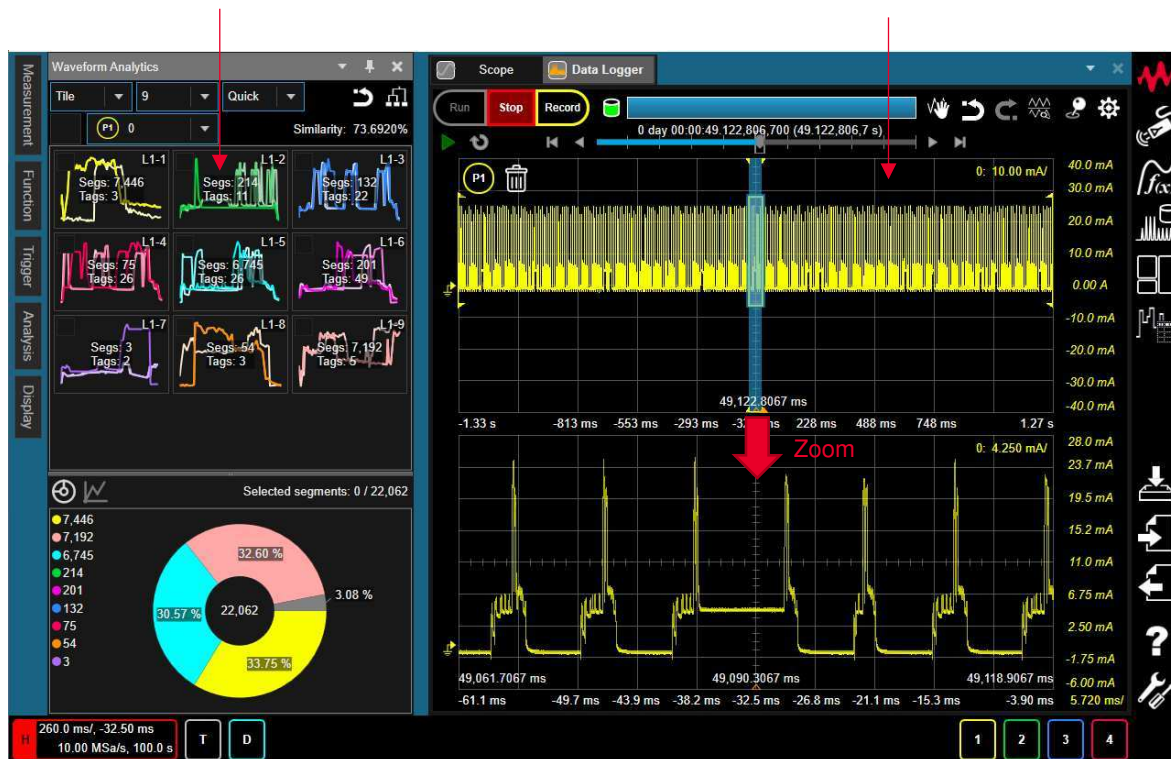 Waveform Analytics
Tile 9 Quick
P1 0
Similarity: 73.6920%
L1-1
Segs: 7,446
Tags: 3
L1-2
Segs: 214
Tags: 11
L1-3
Segs: 132
Tags: 22
L1-4
Segs: 75
Tags: 26
L1-5
Segs: 6,745
Tags: 26
L1-6
Segs: 201
Tags: 49
L1-7
Segs: 3
Tags: 2
L1-8
Segs: 54
Tags: 3
L1-9
Segs: 7,192
Tags: 5
Measurement
Function
Trigger
Analysis
Display
Selected segments: 0 / 22,062
7,446
7,192
6,745
214
201
132
75
54
3
32.60 %
3.08 %
30.57 %
22,062
33.75 %
Scope Data Logger
Run Stop Record
0 day 00:00:49.122,806,700 (49.122,806,7 s)
P1
0: 10.00 mA/
40.0 mA
30.0 mA
20.0 mA
10.0 mA
0.00 A
-10.0 mA
-20.0 mA
-30.0 mA
-40.0 mA
49,122.8067 ms
-1.33 s -813 ms -553 ms -293 ms ms 228 ms 488 ms 748 ms 1.27 s
Zoom
0: 4.250 mA/
28.0 mA
23.7 mA
19.5 mA
15.2 mA
11.0 mA
6.75 mA
2.50 mA
-1.75 mA
-6.00 mA
49,061.7067 ms 49,090.3067 ms 49,118.9067 ms
-61.1 ms -49.7 ms -43.9 ms -38.2 ms -32.5 ms -26.8 ms -21.1 ms -15.3 ms -3.90 ms 5.720 ms/
f(x)
?
H
260.0 ms/, -32.50 ms
10.00 MSa/s, 100.0 s
T D
1 2 3 4